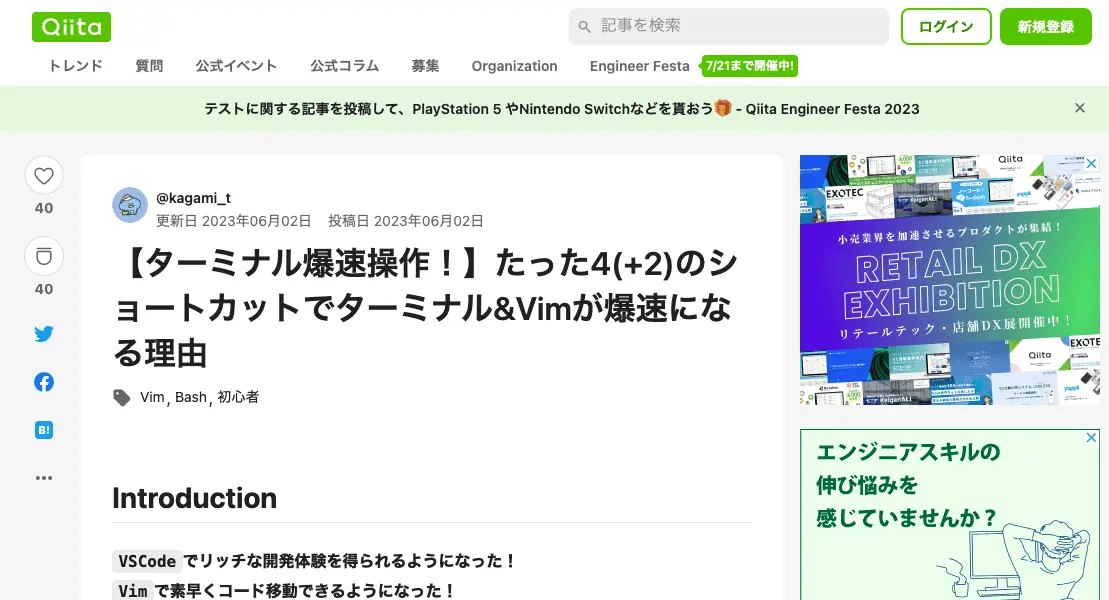 Qiita
記事を検索
ログイン
新規登録
トレンド 質問 公式イベント 公式コラム 募集 Organization Engineer Festa 7/21まで開催中!
テストに関する記事を投稿して、PlayStation 5 やNintendo Switchなどを貰おう🎁 - Qiita Engineer Festa 2023
@kagami_t
更新日 2023年06月02日 投稿日 2023年06月02日
【ターミナル爆速操作！】たった4(+2)のシ
ョートカットでターミナル&Vimが爆速にな
る理由
Vim, Bash, 初心者
40
40
B!
Introduction
VSCode でリッチな開発体験を得られるようになった！
Vim で素早くコード移動できるようになった！
Qiita
EXOTEC
KeiganALI
yappli
小売業界を加速させるプロダクトが集結！
RETAIL DX
EXHIBITION
リテールテック・店舗DX展開催中！
EXOTE
Qiita
KeiganALI
yappli
エンジニアスキルの
伸び悩みを
感じていませんか？